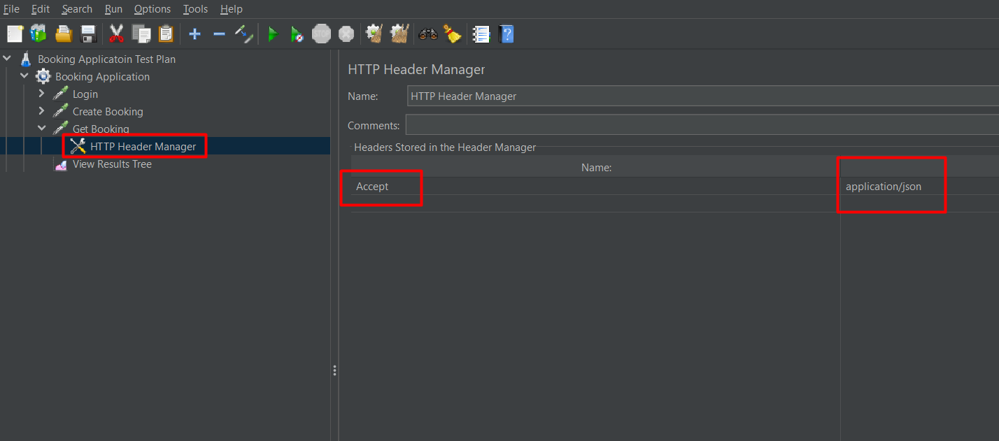 File Edit Search Run Options Tools Help
STOP
Booking Applicatoin Test Plan
Booking Application
Login
Create Booking
Get Booking
HTTP Header Manager
View Results Tree
HTTP Header Manager
Name: HTTP Header Manager
Comments:
Headers Stored in the Header Manager
Name:
Accept application/json